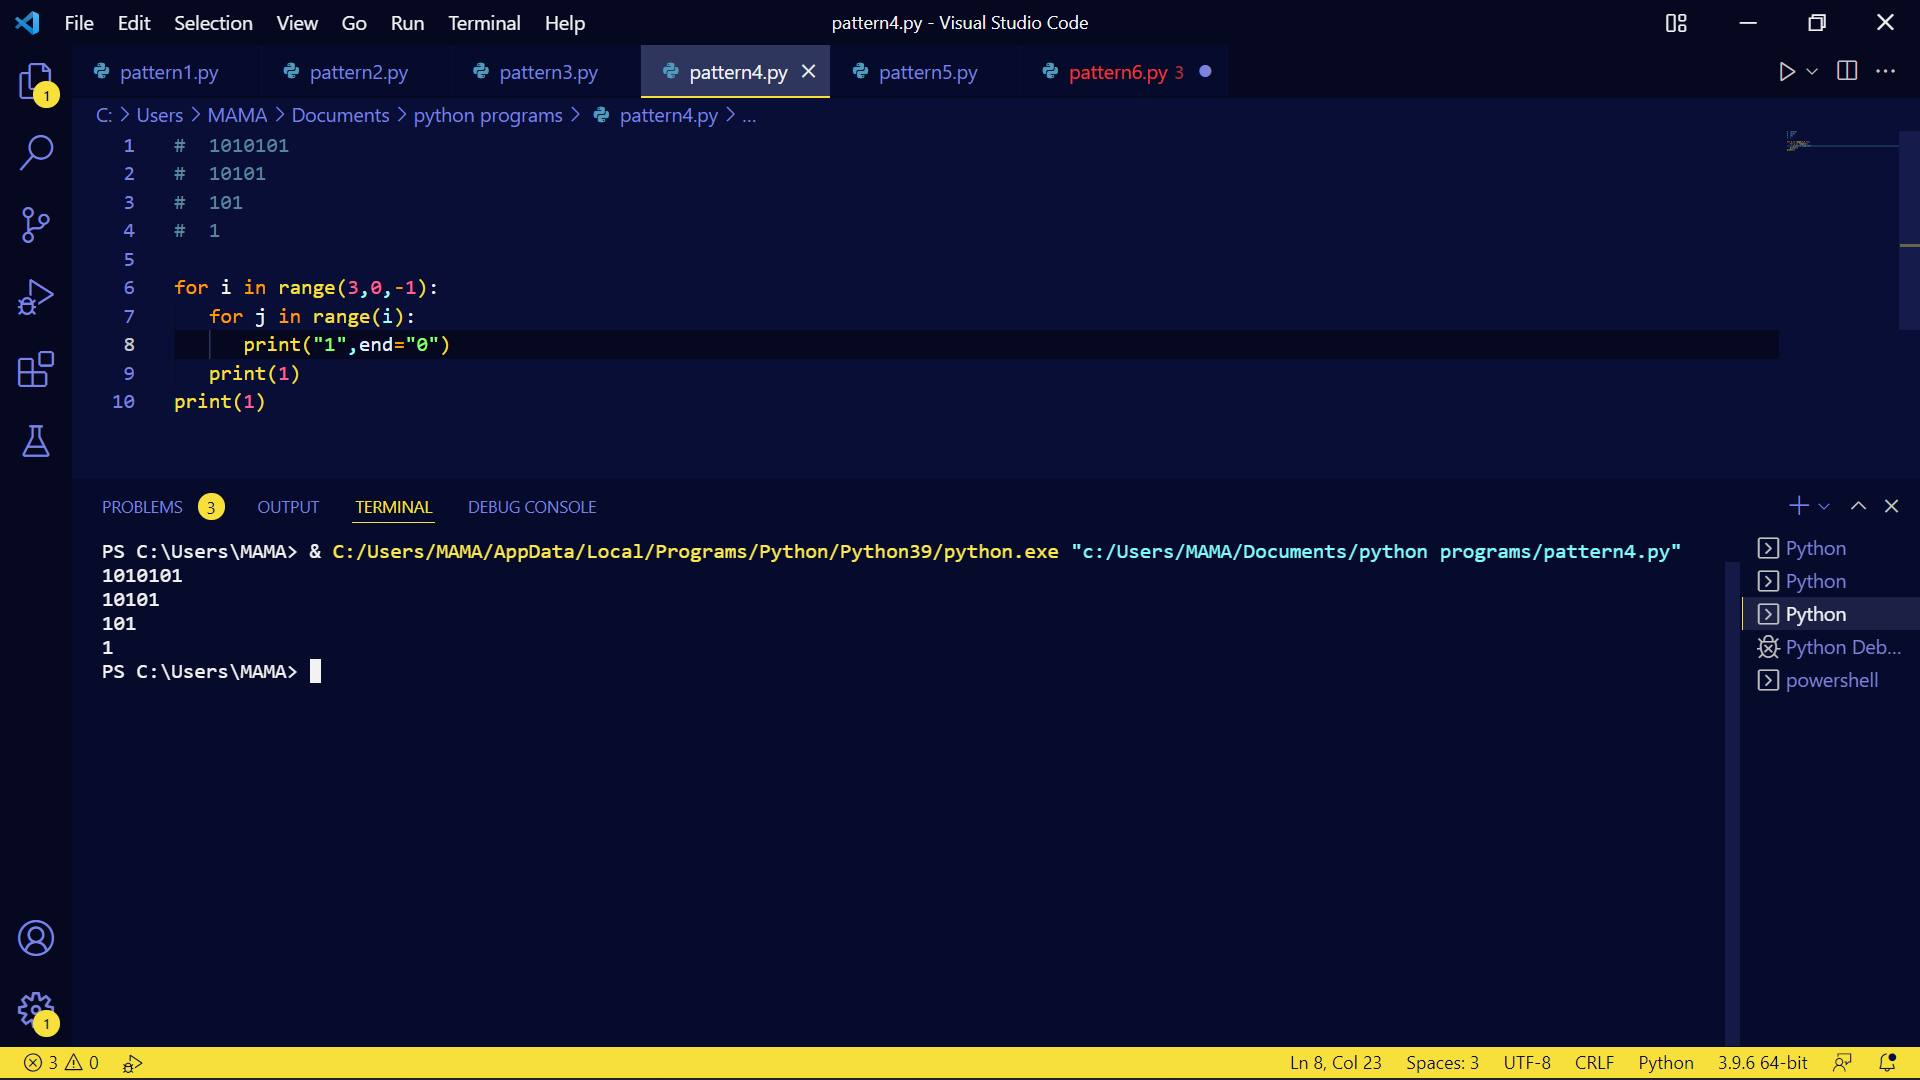 File Edit Selection View Go Run Terminal Help pattern4.py - Visual Studio Code
pattern1.py pattern2.py pattern3.py pattern4.py pattern5.py pattern6.py 3
1
C: > Users > MAMA > Documents > python programs > pattern4.py > ...
1 # 1010101
2 # 10101
3 # 101
4 # 1
5
6 for i in range(3,0,-1):
7 for j in range(i):
8 print("1",end="0")
9 print(1)
10 print(1)
PROBLEMS 3 OUTPUT TERMINAL DEBUG CONSOLE
PS C:\Users\MAMA> & C:/Users/MAMA/AppData/Local/Programs/Python/Python39/python.exe "c:/Users/MAMA/Documents/python programs/pattern4.py"
1010101
10101
101
1
PS C:\Users\MAMA>
Python
Python
Python
Python Deb...
powershell
1
3 0 Ln 8, Col 23 Spaces: 3 UTF-8 CRLF Python 3.9.6 64-bit